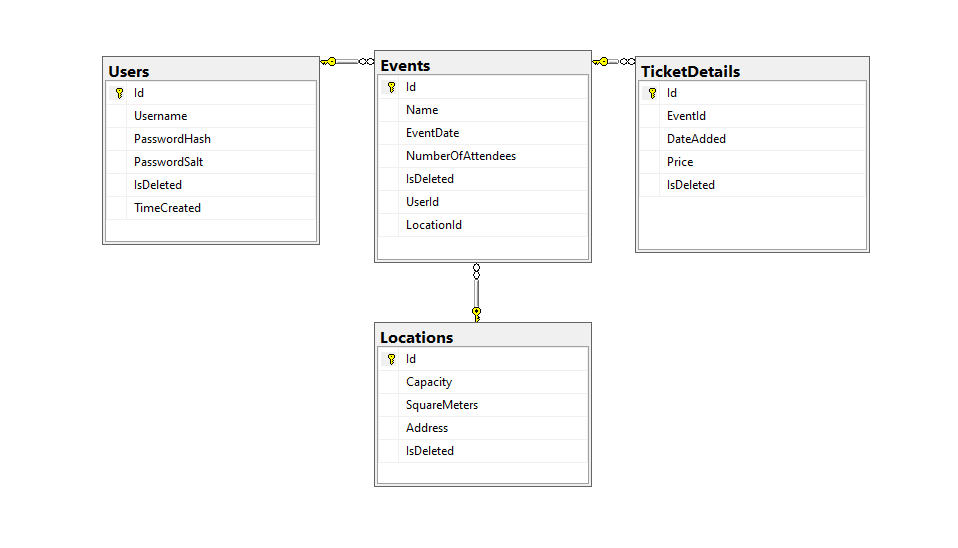 Users
Id
Username
PasswordHash
PasswordSalt
IsDeleted
TimeCreated
Events
Id
Name
EventDate
NumberOfAttendees
IsDeleted
UserId
LocationId
TicketDetails
Id
EventId
DateAdded
Price
IsDeleted
Locations
Id
Capacity
SquareMeters
Address
IsDeleted